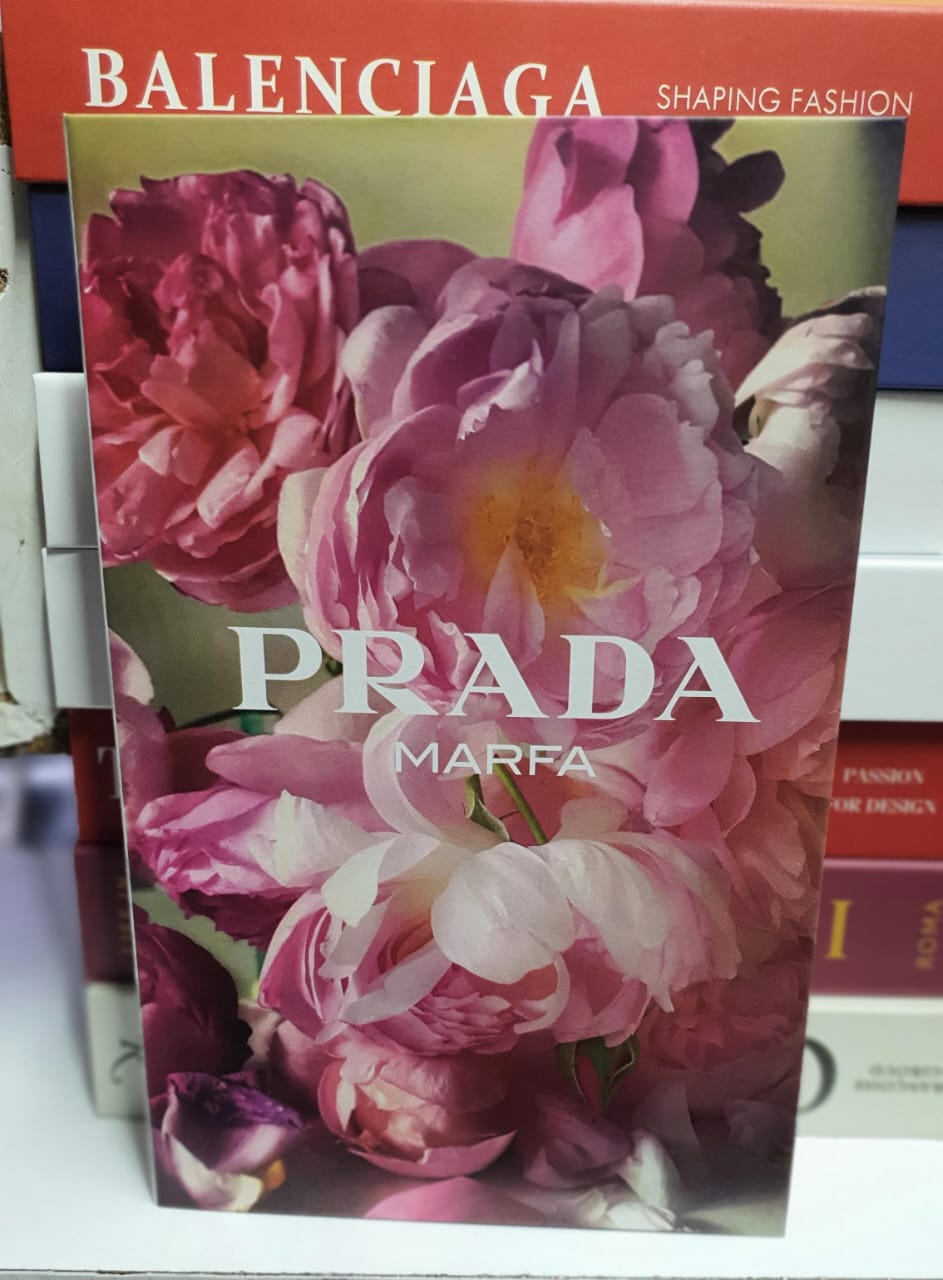 BALENCIAGA SHAPING FASHION
PRADA
MARFA
PASSION
FOR DESIGN
I
ROMA